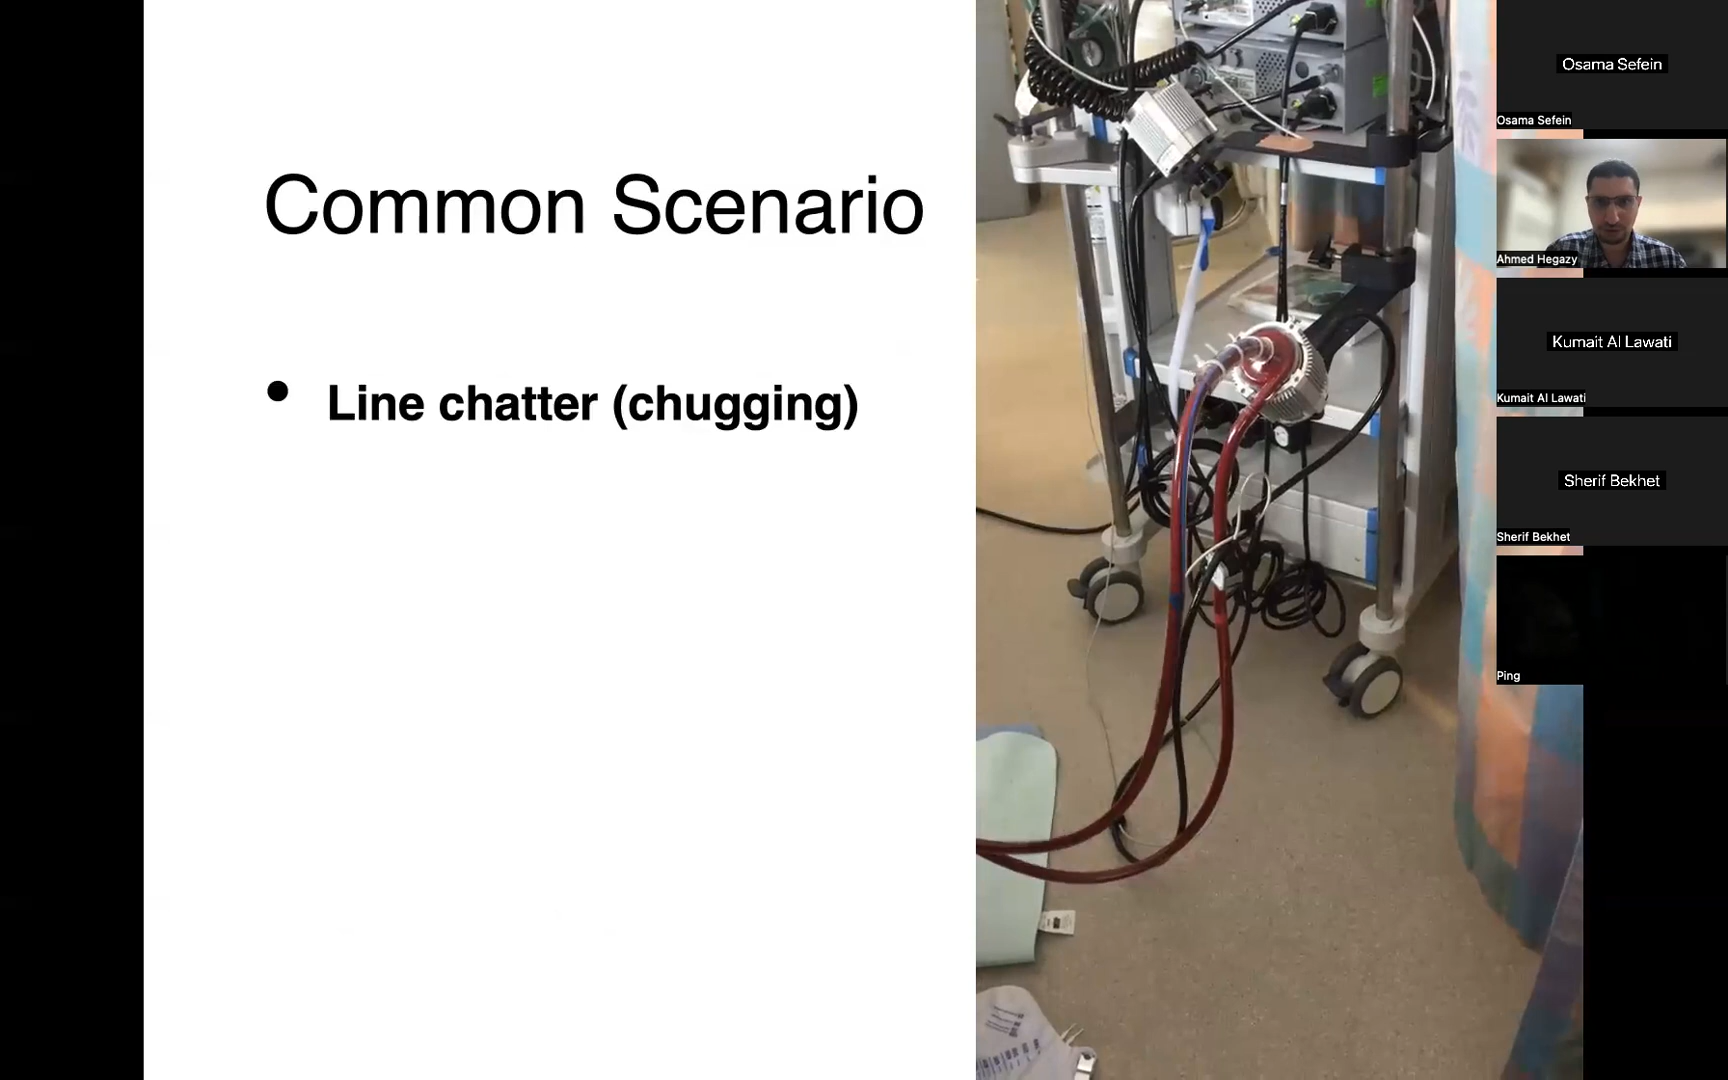 Common Scenario
• Line chatter (chugging)
Osama Sefein
Osama Sefein
Ahmed Hegazy
Kumait Al Lawati
Kumait Al Lawati
Sherif Bekhet
Sherif Bekhet
Ping